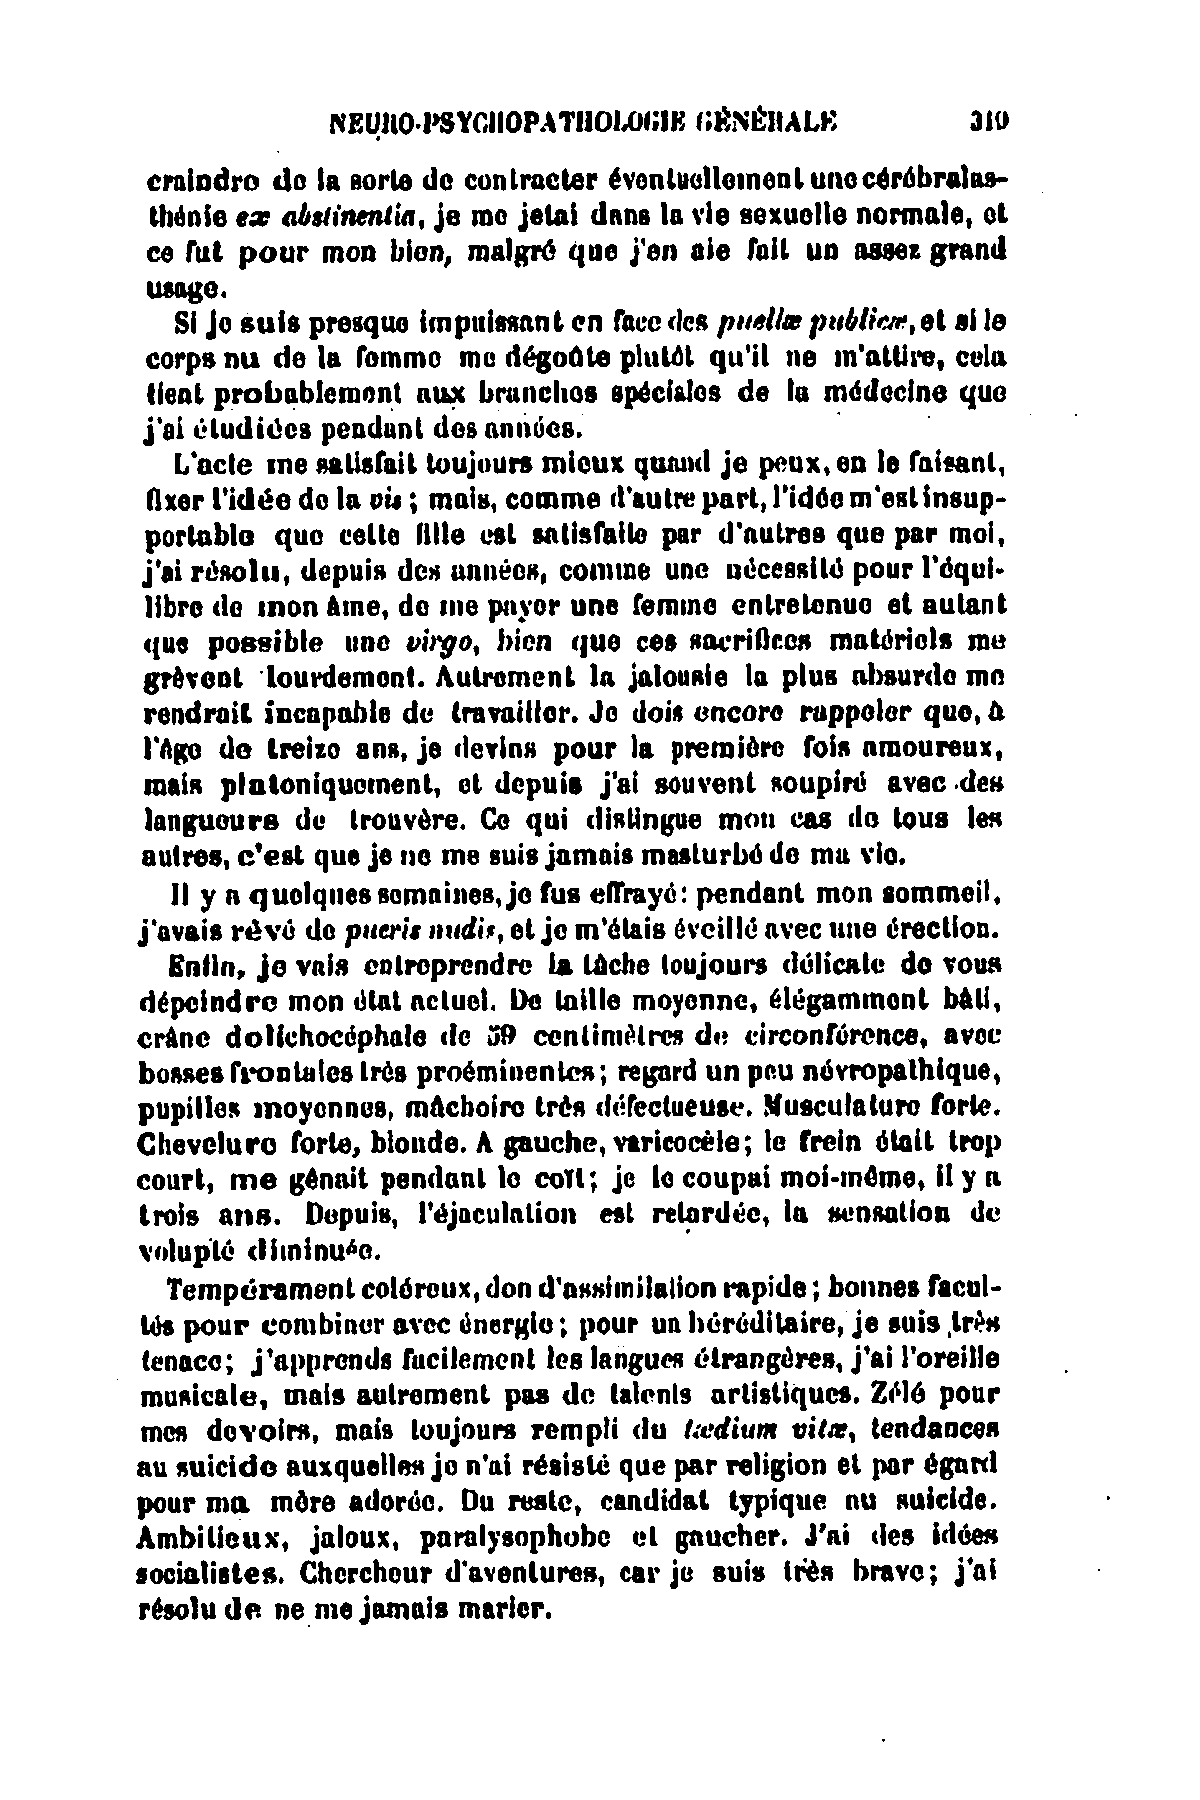 NEURO-PSYCHOPATHOLOGIE GÉNÉRALE 319
craindre de la sorte de contracter éventuellement une cérébralas-
thénie ex abstinentia, je me jetai dans la vie sexuelle normale, et
ce fut pour mon bien, malgré que j'en aie fait un assez grand
usage.
Si je suis presque impuissant en face des puellæ publicæ, et si le
corps nu de la femme me dégoûte plutôt qu'il ne m'attire, cela
tient probablement aux branches spéciales de la médecine que
j'ai étudiées pendant des années.
L'acte me satisfait toujours mieux quand je peux, en le faisant,
fixer l'idée de la vis ; mais, comme d'autre part, l'idée m'est insup-
portable que cette fille est satisfaite par d'autres que par moi,
j'ai résolu, depuis des années, comme une nécessité pour l'équi-
libre de mon âme, de me payer une femme entretenue et autant
que possible une virgo, bien que ces sacrifices matériels me
grèvent lourdement. Autrement la jalousie la plus absurde me
rendrait incapable de travailler. Je dois encore rappeler que, à
l'âge de treize ans, je devins pour la première fois amoureux,
mais platoniquement, et depuis j'ai souvent soupiré avec des
langueurs de trouvère. Ce qui distingue mon cas de tous les
autres, c'est que je ne me suis jamais masturbé de ma vie.
Il y a quelques semaines, je fus effrayé : pendant mon sommeil,
j'avais rêvé de pueris nudis, et je m'étais éveillé avec une érection.
Enfin, je vais entreprendre la tâche toujours délicate de vous
dépeindre mon état actuel. De taille moyenne, élégamment bâti,
crâne dolichocéphale de 59 centimètres de circonférence, avec
bosses frontales très proéminentes ; regard un peu névropathique,
pupilles moyennes, mâchoire très défectueuse. Musculature forte.
Chevelure forte, blonde. A gauche, varicocèle ; le frein était trop
court, me gênait pendant le coït ; je le coupai moi-même, il y a
trois ans. Depuis, l'éjaculation est retardée, la sensation de
volupté diminuée.
Tempérament coléreux, don d'assimilation rapide ; bonnes facul-
tés pour combiner avec énergie ; pour un héréditaire, je suis très
tenace ; j'apprends facilement les langues étrangères, j'ai l'oreille
musicale, mais autrement pas de talents artistiques. Zélé pour
mes devoirs, mais toujours rempli du tædium vitæ, tendances
au suicide auxquelles je n'ai résisté que par religion et par égard
pour ma mère adorée. Du reste, candidat typique au suicide.
Ambitieux, jaloux, paralysophobe et gaucher. J'ai des idées
socialistes. Chercheur d'aventures, car je suis très brave ; j'ai
résolu de ne me jamais marier.